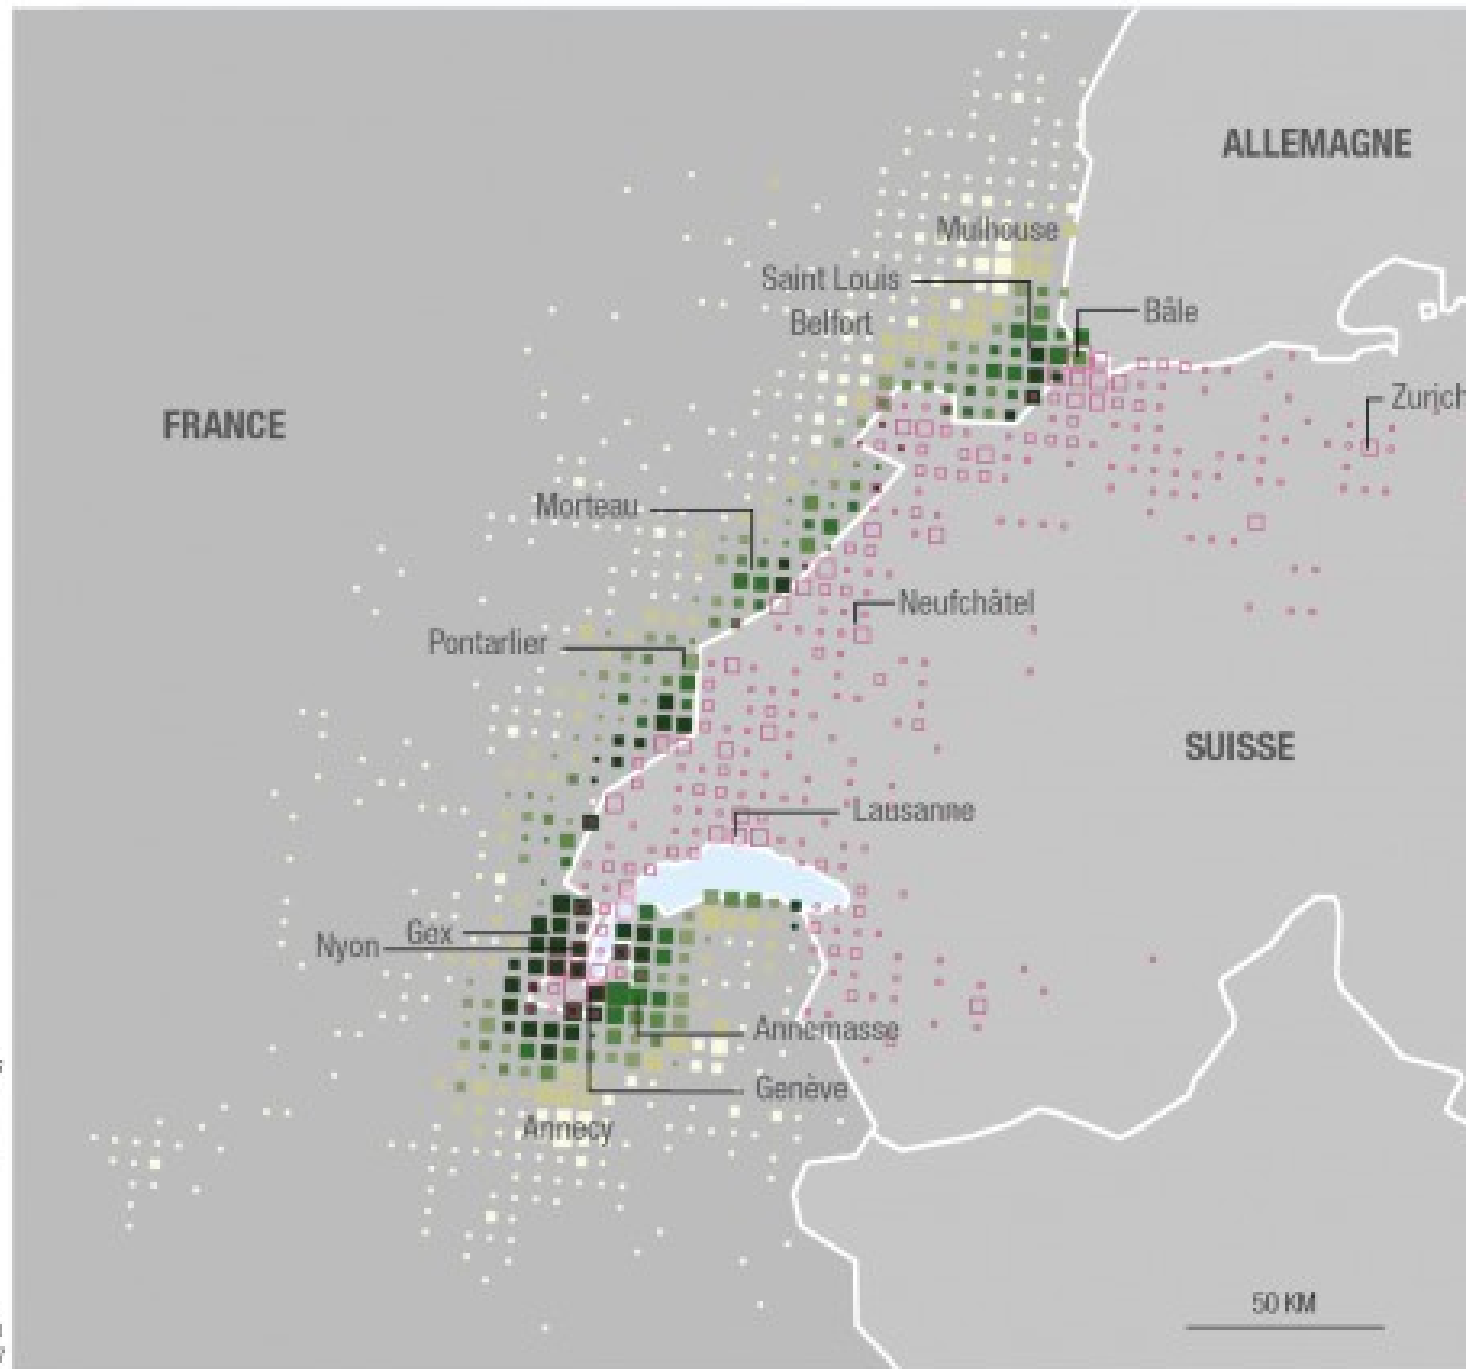 ALLEMAGNE
Mulhouse
Saint Louis
Bâle
Belfort
Zurich
FRANCE
Morteau
Neufchâtel
Pontarlier
SUISSE
Lausanne
Gex
Nyon
Annemasse
Genève
Annecy
50 KM